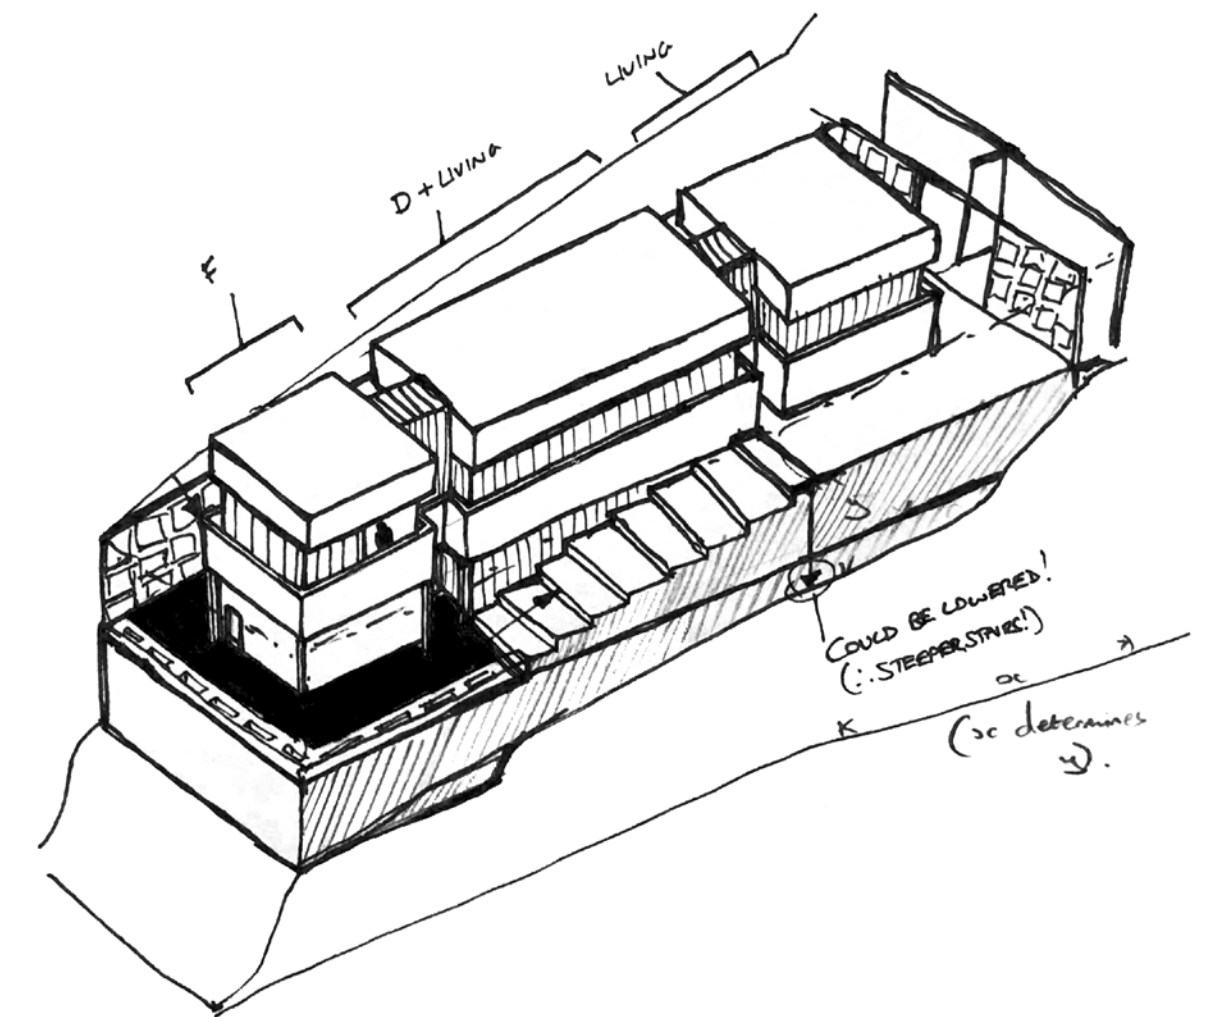 LIVING
D + LIVING
COULD BE LOWERED!
(∴ STEEPER STAIRS!)
x
(x determines
y).